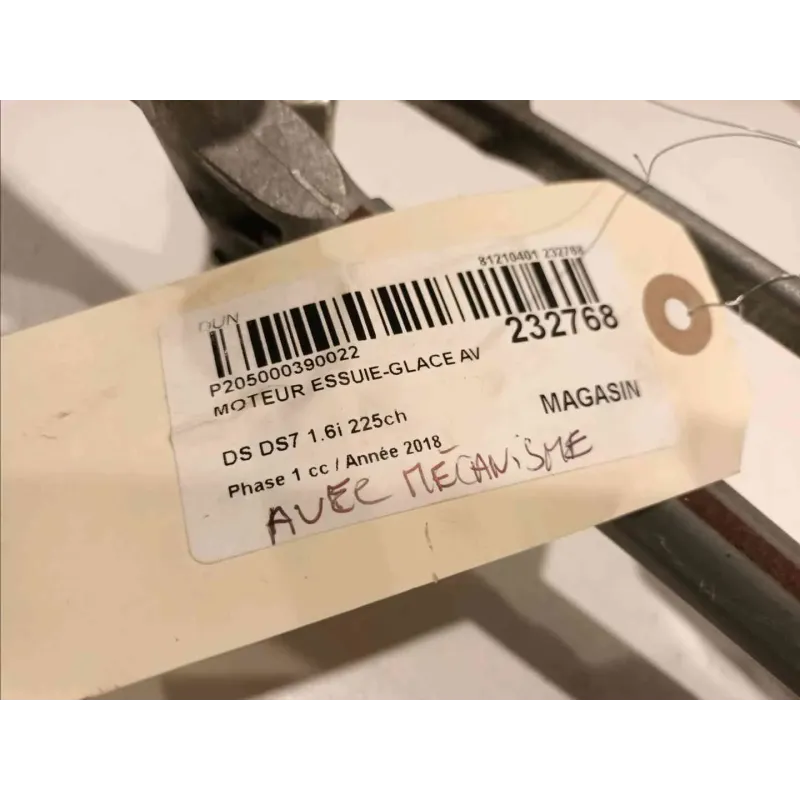 81210401 232768
DUN
232768
P205000390022
MOTEUR ESSUIE-GLACE AV
MAGASIN
DS DS7 1.6i 225ch
Phase 1 cc / Année 2018
AVEC MÉCANiSME